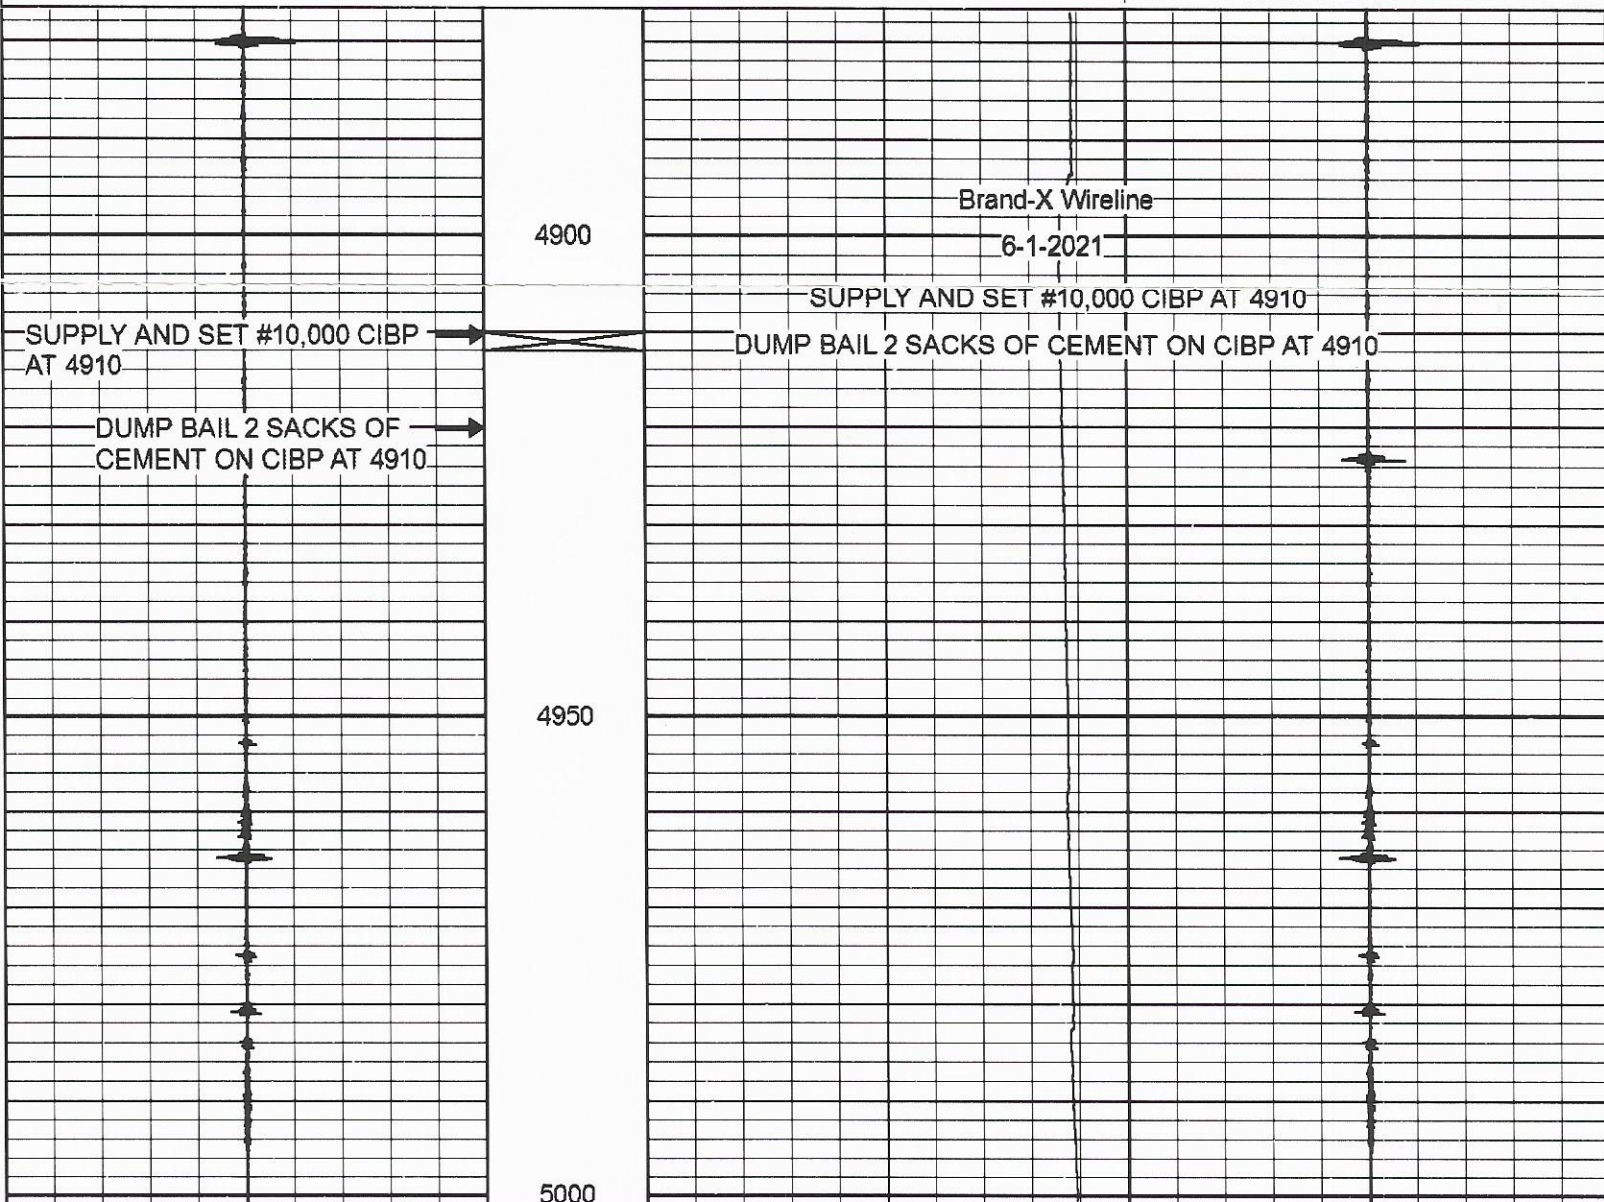 Brand-X Wireline
4900
6-1-2021
SUPPLY AND SET #10,000 CIBP AT 4910
SUPPLY AND SET #10,000 CIBP
AT 4910
DUMP BAIL 2 SACKS OF CEMENT ON CIBP AT 4910
DUMP BAIL 2 SACKS OF
CEMENT ON CIBP AT 4910
4950
5000